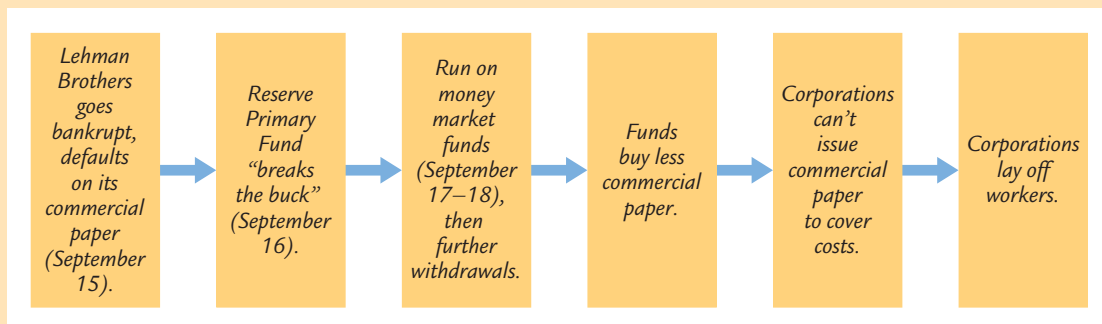 Lehman
Brothers
goes
bankrupt,
defaults
on its
commercial
paper
(September
15).
Reserve
Primary
Fund
“breaks
the buck”
(September
16).
Run on
money
market
funds
(September
17–18),
then
further
withdrawals.
Funds
buy less
commercial
paper.
Corporations
can’t
issue
commercial
paper
to cover
costs.
Corporations
lay off
workers.